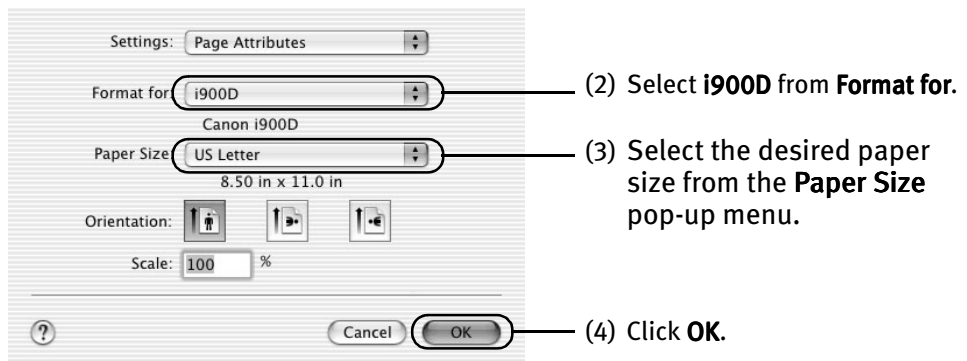 Settings: Page Attributes
Format for: i900D
Canon i900D
Paper Size: US Letter
8.50 in x 11.0 in
Orientation:
Scale: 100 %
? Cancel OK
(2) Select i900D from Format for.
(3) Select the desired paper
size from the Paper Size
pop-up menu.
(4) Click OK.